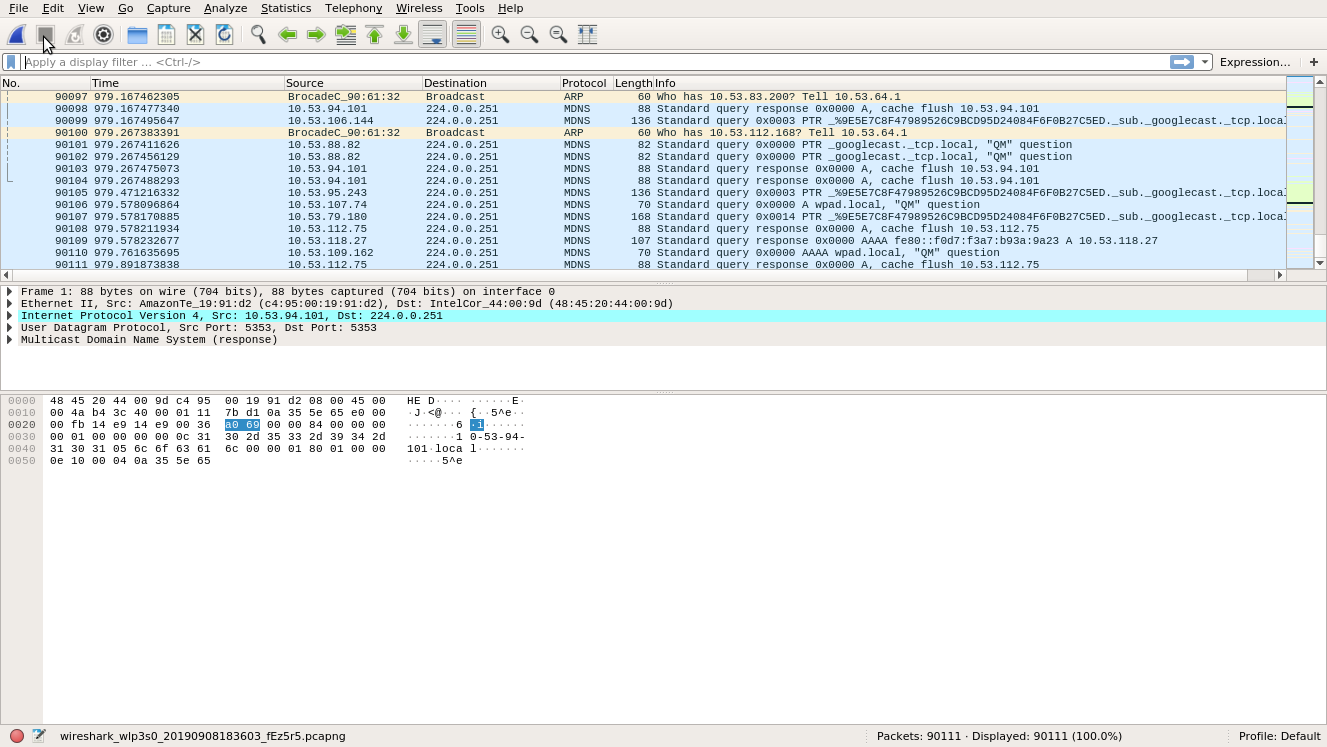 File Edit View Go Capture Analyze Statistics Telephony Wireless Tools Help
Apply a display filter ... <Ctrl-/> Expression... +
No. Time Source Destination Protocol Length Info
90097 979.167462305 BrocadeC_90:61:32 Broadcast ARP 60 Who has 10.53.83.200? Tell 10.53.64.1
90098 979.167477340 10.53.94.101 224.0.0.251 MDNS 88 Standard query response 0x0000 A, cache flush 10.53.94.101
90099 979.167495647 10.53.106.144 224.0.0.251 MDNS 136 Standard query 0x0003 PTR _%9E5E7C8F47989526C9BCD95D24084F6F0B27C5ED._sub._googlecast._tcp.local
90100 979.267383391 BrocadeC_90:61:32 Broadcast ARP 60 Who has 10.53.112.168? Tell 10.53.64.1
90101 979.267411626 10.53.88.82 224.0.0.251 MDNS 82 Standard query 0x0000 PTR _googlecast._tcp.local, "QM" question
90102 979.267456129 10.53.88.82 224.0.0.251 MDNS 82 Standard query 0x0000 PTR _googlecast._tcp.local, "QM" question
90103 979.267475073 10.53.94.101 224.0.0.251 MDNS 88 Standard query response 0x0000 A, cache flush 10.53.94.101
90104 979.267488293 10.53.94.101 224.0.0.251 MDNS 88 Standard query response 0x0000 A, cache flush 10.53.94.101
90105 979.471216332 10.53.95.243 224.0.0.251 MDNS 136 Standard query 0x0003 PTR _%9E5E7C8F47989526C9BCD95D24084F6F0B27C5ED._sub._googlecast._tcp.local
90106 979.578096864 10.53.107.74 224.0.0.251 MDNS 70 Standard query 0x0000 A wpad.local, "QM" question
90107 979.578170885 10.53.79.180 224.0.0.251 MDNS 168 Standard query 0x0014 PTR _%9E5E7C8F47989526C9BCD95D24084F6F0B27C5ED._sub._googlecast._tcp.local
90108 979.578211934 10.53.112.75 224.0.0.251 MDNS 88 Standard query response 0x0000 A, cache flush 10.53.112.75
90109 979.578232677 10.53.118.27 224.0.0.251 MDNS 107 Standard query response 0x0000 AAAA fe80::f0d7:f3a7:b93a:9a23 A 10.53.118.27
90110 979.761635695 10.53.109.162 224.0.0.251 MDNS 70 Standard query 0x0000 AAAA wpad.local, "QM" question
90111 979.891873838 10.53.112.75 224.0.0.251 MDNS 88 Standard query response 0x0000 A, cache flush 10.53.112.75
Frame 1: 88 bytes on wire (704 bits), 88 bytes captured (704 bits) on interface 0
Ethernet II, Src: AmazonTe_19:91:d2 (c4:95:00:19:91:d2), Dst: IntelCor_44:00:9d (48:45:20:44:00:9d)
Internet Protocol Version 4, Src: 10.53.94.101, Dst: 224.0.0.251
User Datagram Protocol, Src Port: 5353, Dst Port: 5353
Multicast Domain Name System (response)
0000 48 45 20 44 00 9d c4 95 00 19 91 d2 08 00 45 00 HE D···· ······E·
0010 00 4a b4 3c 40 00 01 11 7b d1 0a 35 5e 65 e0 00 ·J·<@··· {··5^e··
0020 00 fb 14 e9 14 e9 00 36 a0 69 00 00 84 00 00 00 ·······6 ·i······
0030 00 01 00 00 00 00 0c 31 30 2d 35 33 2d 39 34 2d ·······1 0-53-94-
0040 31 30 31 05 6c 6f 63 61 6c 00 00 01 80 01 00 00 101·loca l·······
0050 0e 10 00 04 0a 35 5e 65 ·····5^e
wireshark_wlp3s0_20190908183603_fEz5r5.pcapng Packets: 90111 · Displayed: 90111 (100.0%) Profile: Default